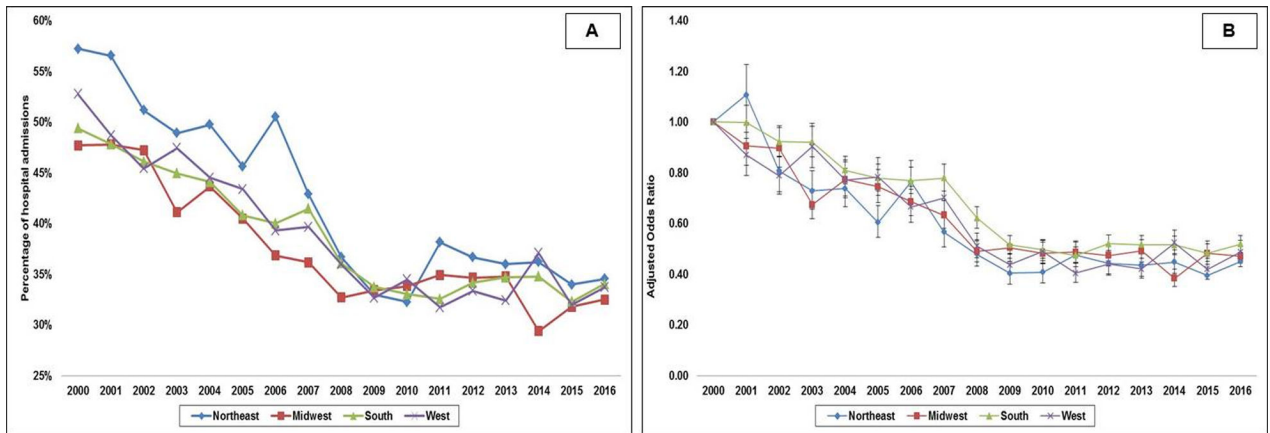 A
Percentage of hospital admissions
60%
55%
50%
45%
40%
35%
30%
25%
2000 2001 2002 2003 2004 2005 2006 2007 2008 2009 2010 2011 2012 2013 2014 2015 2016
Northeast Midwest South West
B
Adjusted Odds Ratio
1.40
1.20
1.00
0.80
0.60
0.40
0.20
0.00
2000 2001 2002 2003 2004 2005 2006 2007 2008 2009 2010 2011 2012 2013 2014 2015 2016
Northeast Midwest South West